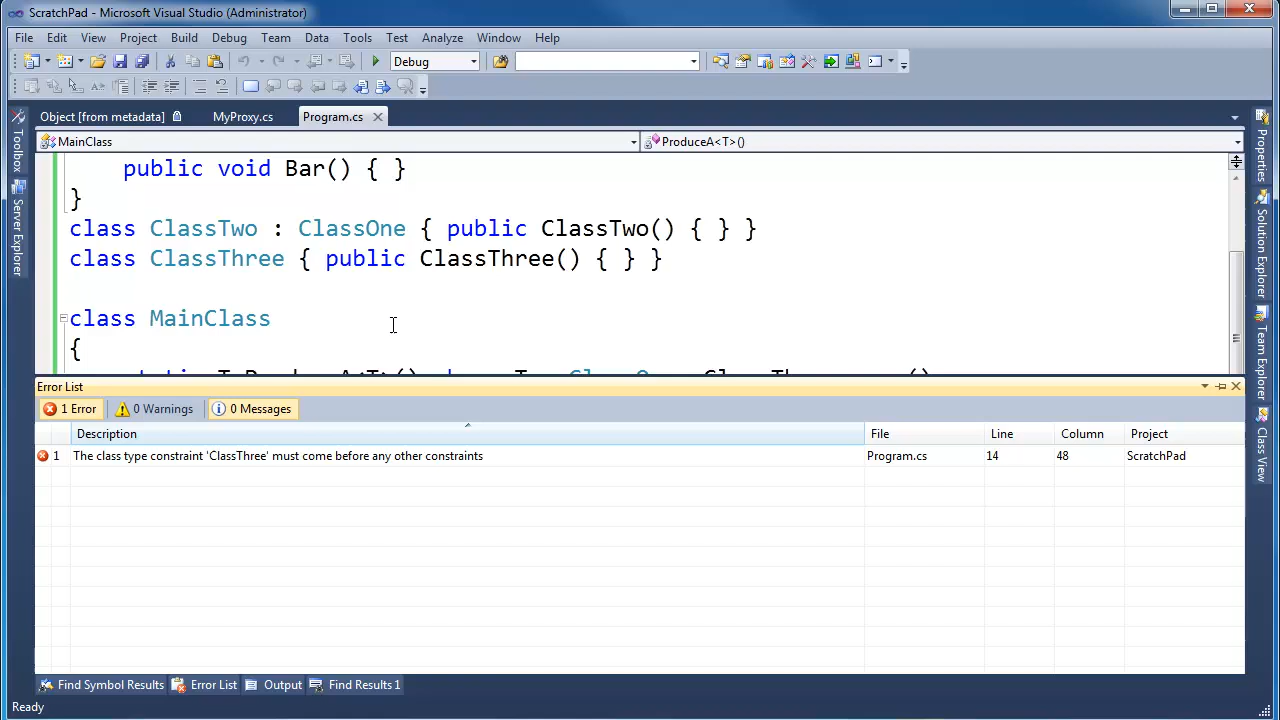 ScratchPad - Microsoft Visual Studio (Administrator)
File Edit View Project Build Debug Team Data Tools Test Analyze Window Help
Debug
Object [from metadata] MyProxy.cs Program.cs
MainClass ProduceA<T>()
public void Bar() { }
}
class ClassTwo : ClassOne { public ClassTwo() { } }
class ClassThree { public ClassThree() { } }
class MainClass
{
Error List
1 Error 0 Warnings 0 Messages
Description File Line Column Project
1 The class type constraint 'ClassThree' must come before any other constraints Program.cs 14 48 ScratchPad
Find Symbol Results Error List Output Find Results 1
Ready
Toolbox
Server Explorer
Properties
Solution Explorer
Team Explorer
Class View